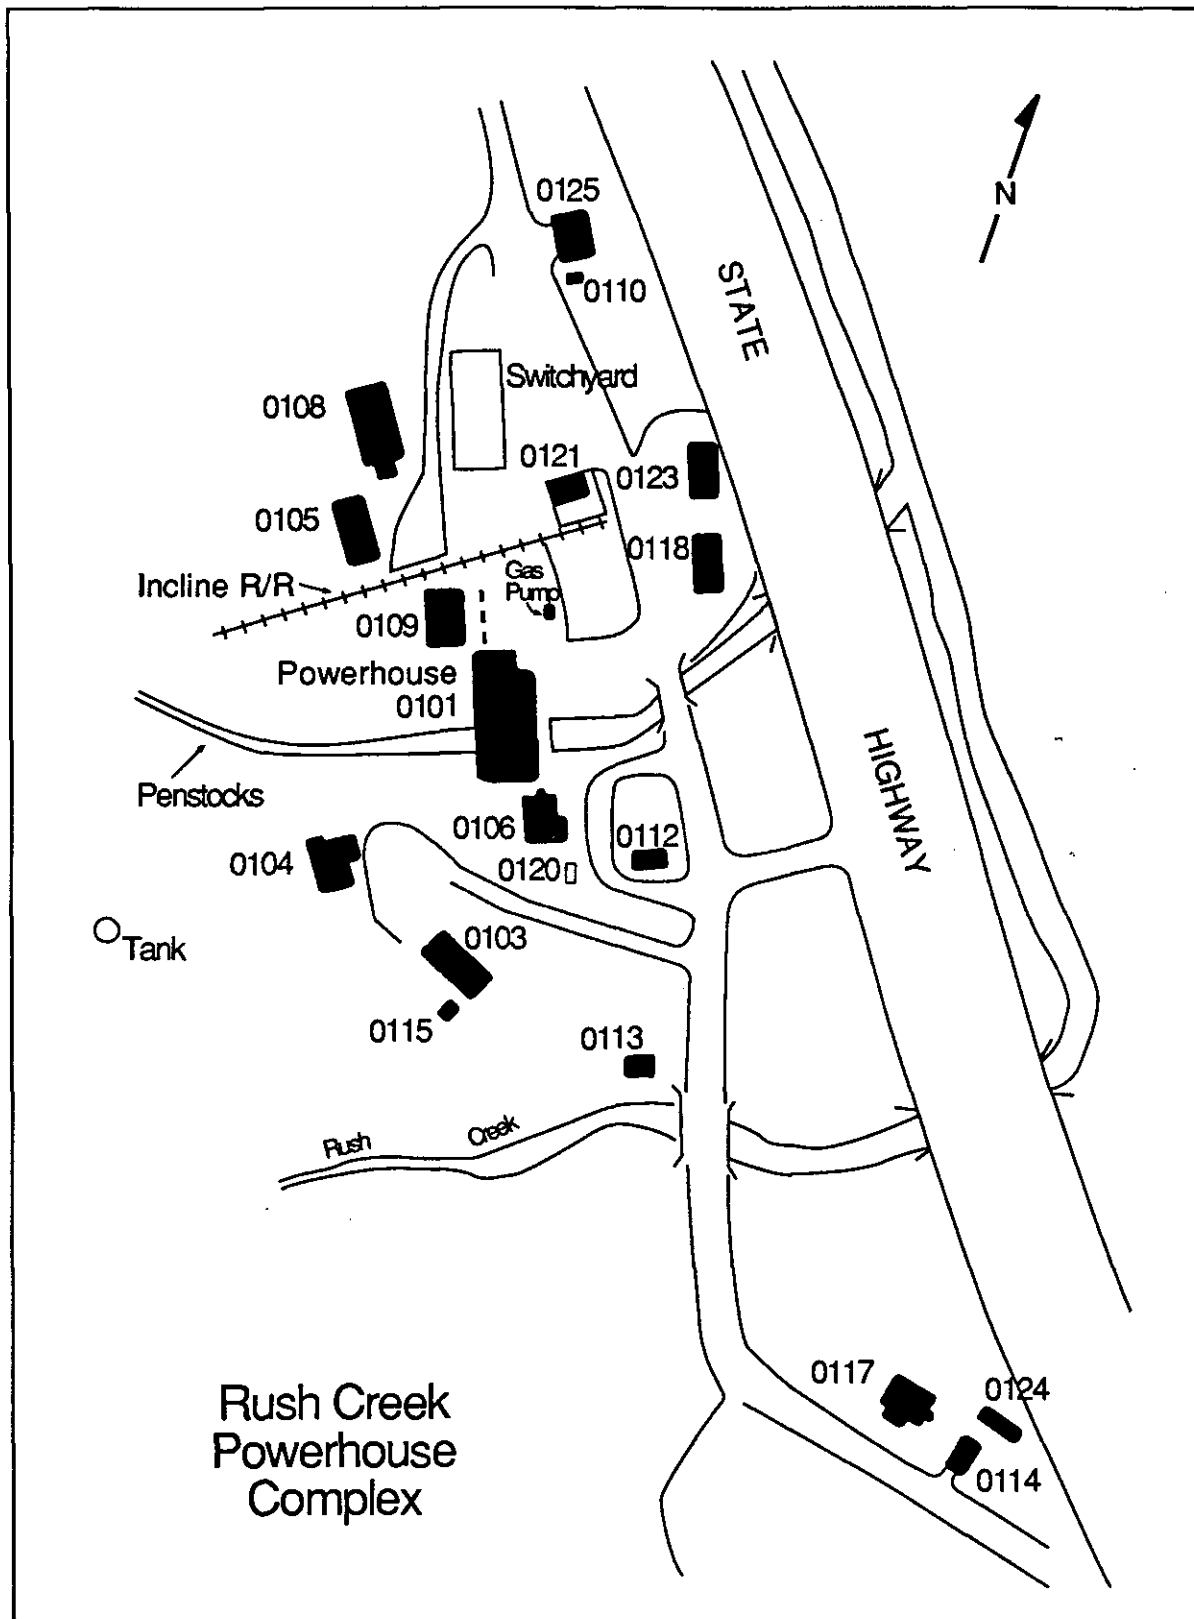 0125
N
0110
STATE
Switchyard
0108
0121
0123
0105
0118
Gas
Pump
Incline R/R
0109
Powerhouse
0101
HIGHWAY
Penstocks
0106
0112
0104
0120
0103
Tank
0115
0113
Rush Creek
0117
0124
0114
Rush Creek
Powerhouse
Complex